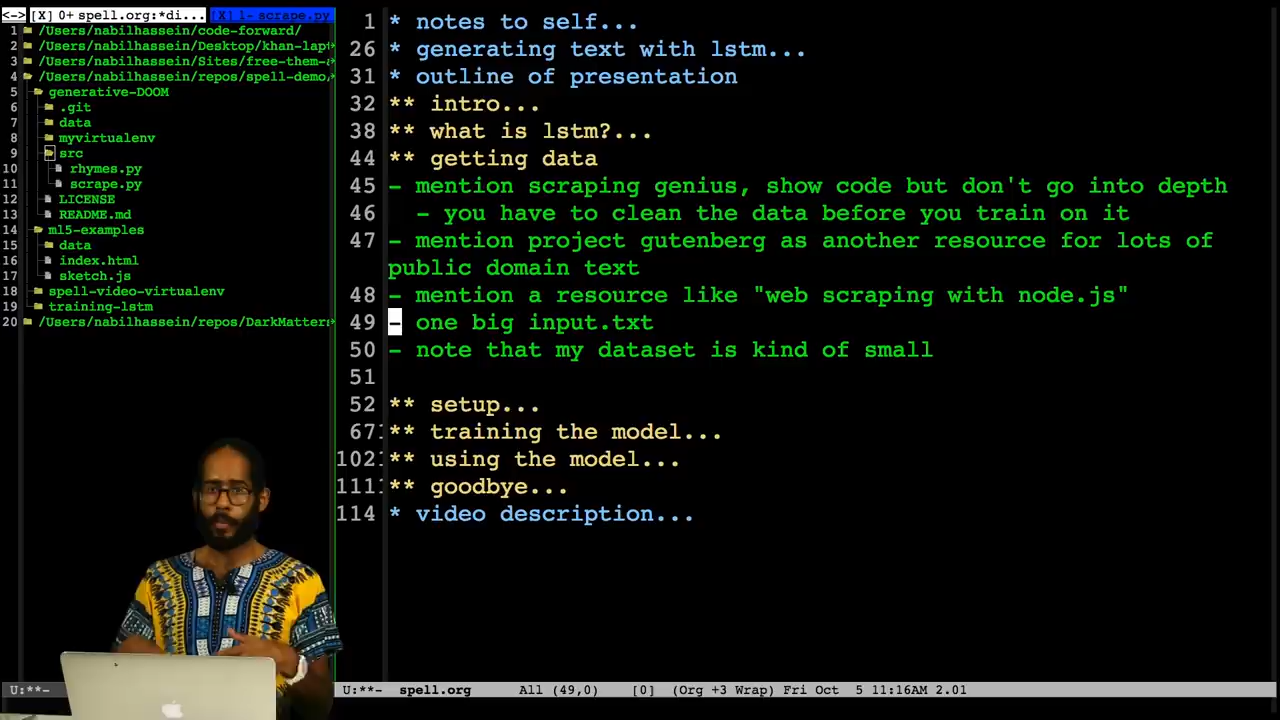 <-> [X] 0+ spell.org:*di... [X] 1- scrape.py
1 /Users/nabilhassein/code-forward/
2 /Users/nabilhassein/Desktop/khan-lapt
3 /Users/nabilhassein/Sites/free-them-a
4 /Users/nabilhassein/repos/spell-demo/
5 generative-DOOM
6 .git
7 data
8 myvirtualenv
9 src
10 rhymes.py
11 scrape.py
12 LICENSE
13 README.md
14 ml5-examples
15 data
16 index.html
17 sketch.js
18 spell-video-virtualenv
19 training-lstm
20 /Users/nabilhassein/repos/DarkMatter
U:**-
1 * notes to self...
26 * generating text with lstm...
31 * outline of presentation
32 ** intro...
38 ** what is lstm?...
44 ** getting data
45 - mention scraping genius, show code but don't go into depth
46 - you have to clean the data before you train on it
47 - mention project gutenberg as another resource for lots of
public domain text
48 - mention a resource like "web scraping with node.js"
49 - one big input.txt
50 - note that my dataset is kind of small
51
52 ** setup...
67 ** training the model...
102 ** using the model...
111 ** goodbye...
114 * video description...
U:**- spell.org All (49,0) [0] (Org +3 Wrap) Fri Oct 5 11:16AM 2.01